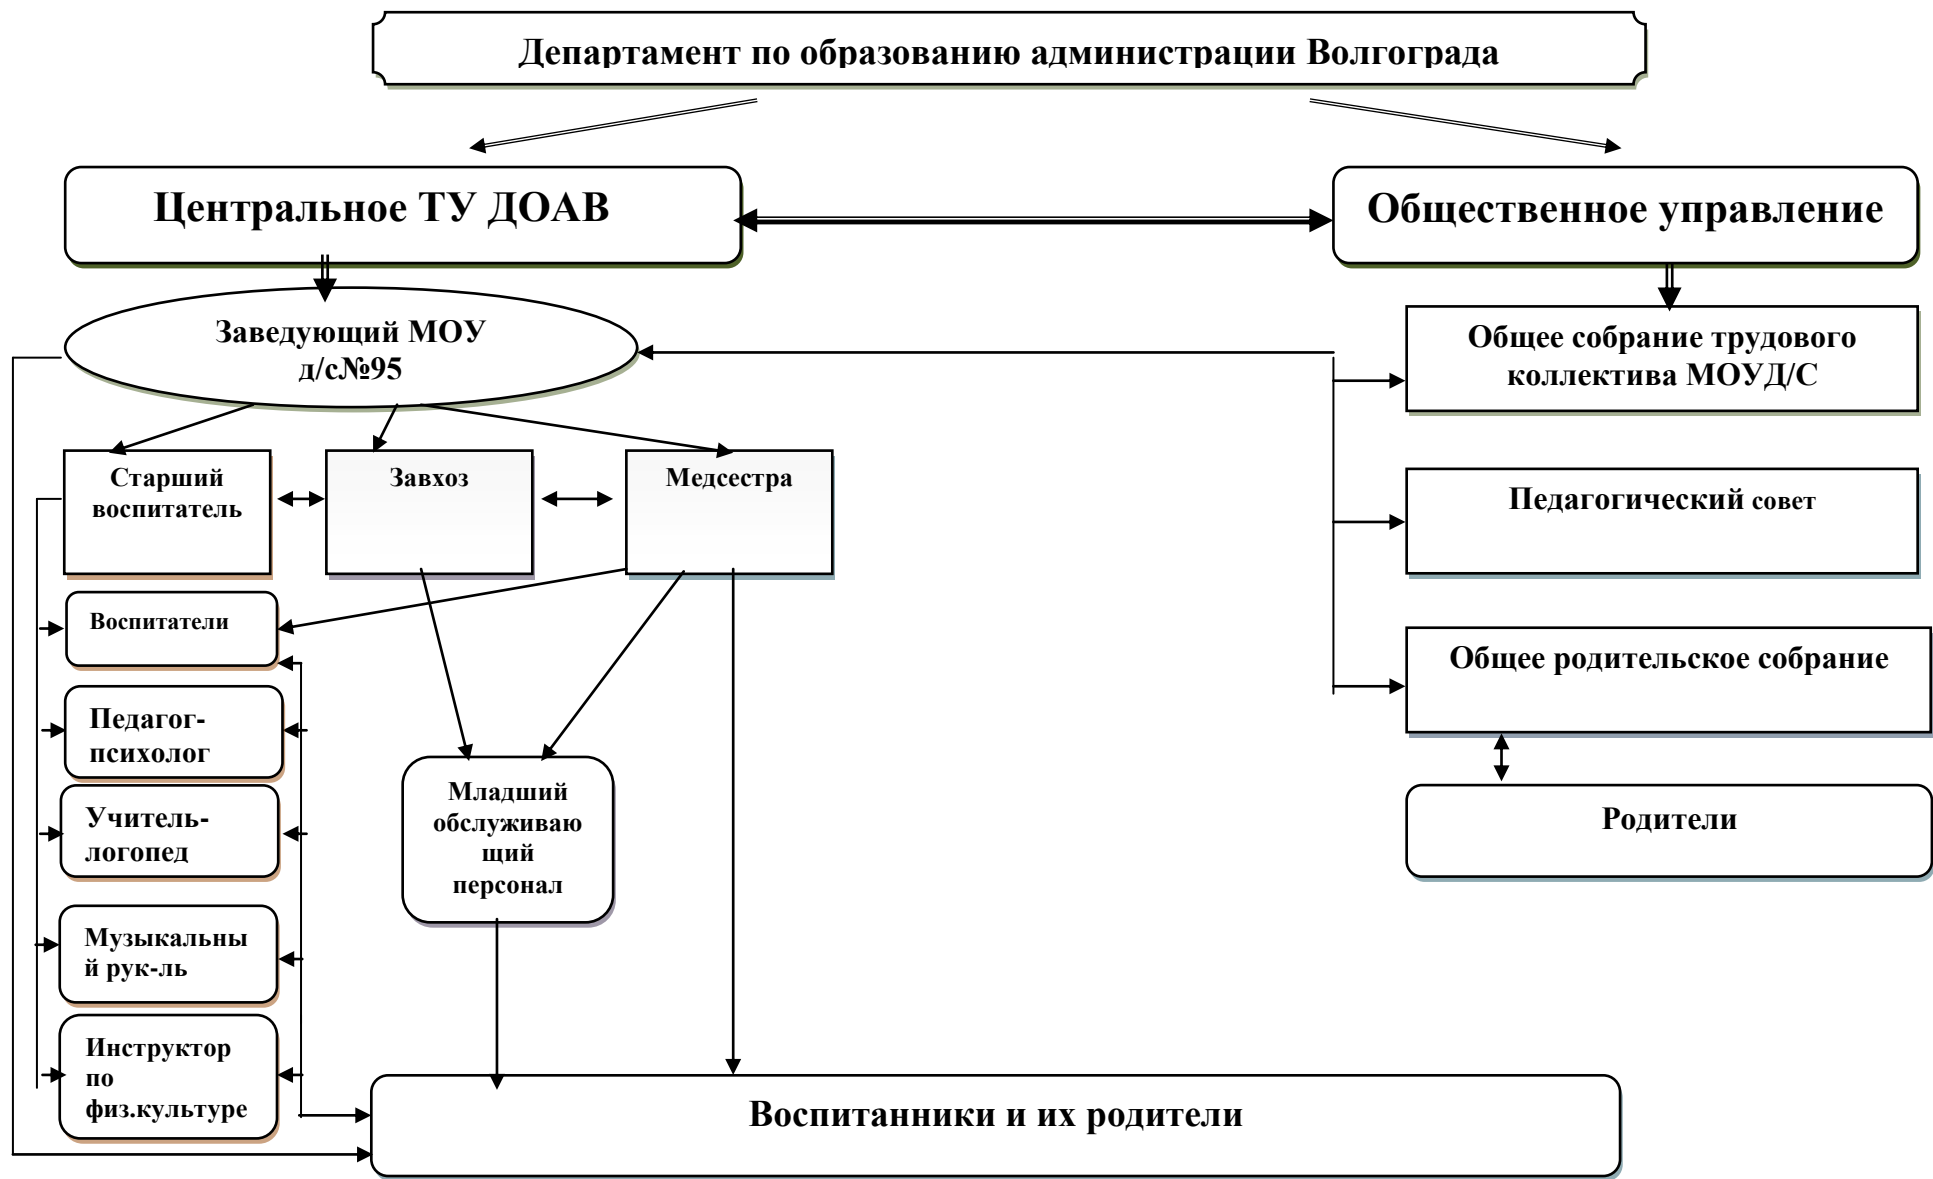 Департамент по образованию администрации Волгограда
Центральное ТУ ДОАВ
Общественное управление
Заведующий МОУ
д/с№95
Общее собрание трудового
коллектива МОУД/С
Старший
воспитатель
Завхоз
Медсестра
Педагогический совет
Воспитатели
Общее родительское собрание
Педагог-
психолог
Младший
обслуживаю
щий
персонал
Родители
Учитель-
логопед
Музыкальны
й рук-ль
Инструктор
по
физ.культуре
Воспитанники и их родители